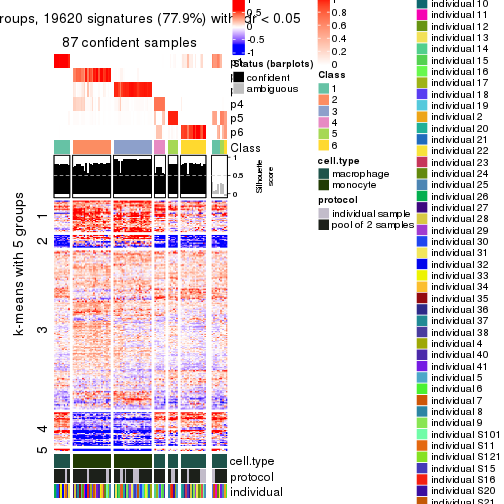 roups, 19620 signatures (77.9%) with
or < 0.05
87 confident samples
p4
p5
p6
Class
1
0.5
0
Silhouette
score
k-means with 5 groups
1
2
3
4
5
cell.type
protocol
individual
0.5
0
-0.5
-1
Status (barplots)
confident
ambiguous
0.8
0.6
0.4
0.2
0
Class
1
2
3
4
5
6
cell.type
macrophage
monocyte
protocol
individual sample
pool of 2 samples
individual 10
individual 11
individual 12
individual 13
individual 14
individual 15
individual 16
individual 17
individual 18
individual 19
individual 2
individual 20
individual 21
individual 22
individual 23
individual 24
individual 25
individual 26
individual 27
individual 28
individual 29
individual 30
individual 31
individual 32
individual 33
individual 34
individual 35
individual 36
individual 37
individual 38
individual 4
individual 40
individual 41
individual 5
individual 6
individual 7
individual 8
individual 9
individual S101
individual S11
individual S121
individual S15
individual S16
individual S20
individual S21